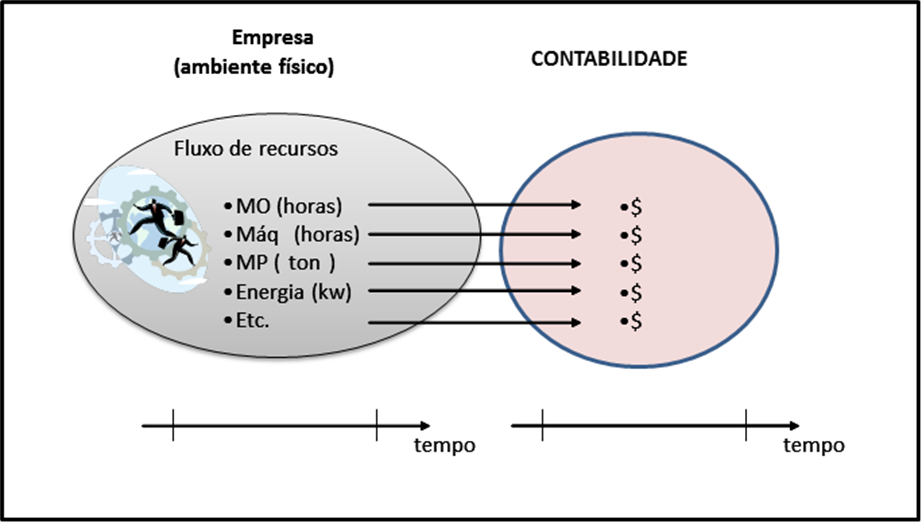 Empresa
(ambiente físico)
CONTABILIDADE
Fluxo de recursos
•MO (horas)
•Máq (horas)
•MP ( ton )
•Energia (kw)
•Etc.
•$
•$
•$
•$
•$
tempo
tempo